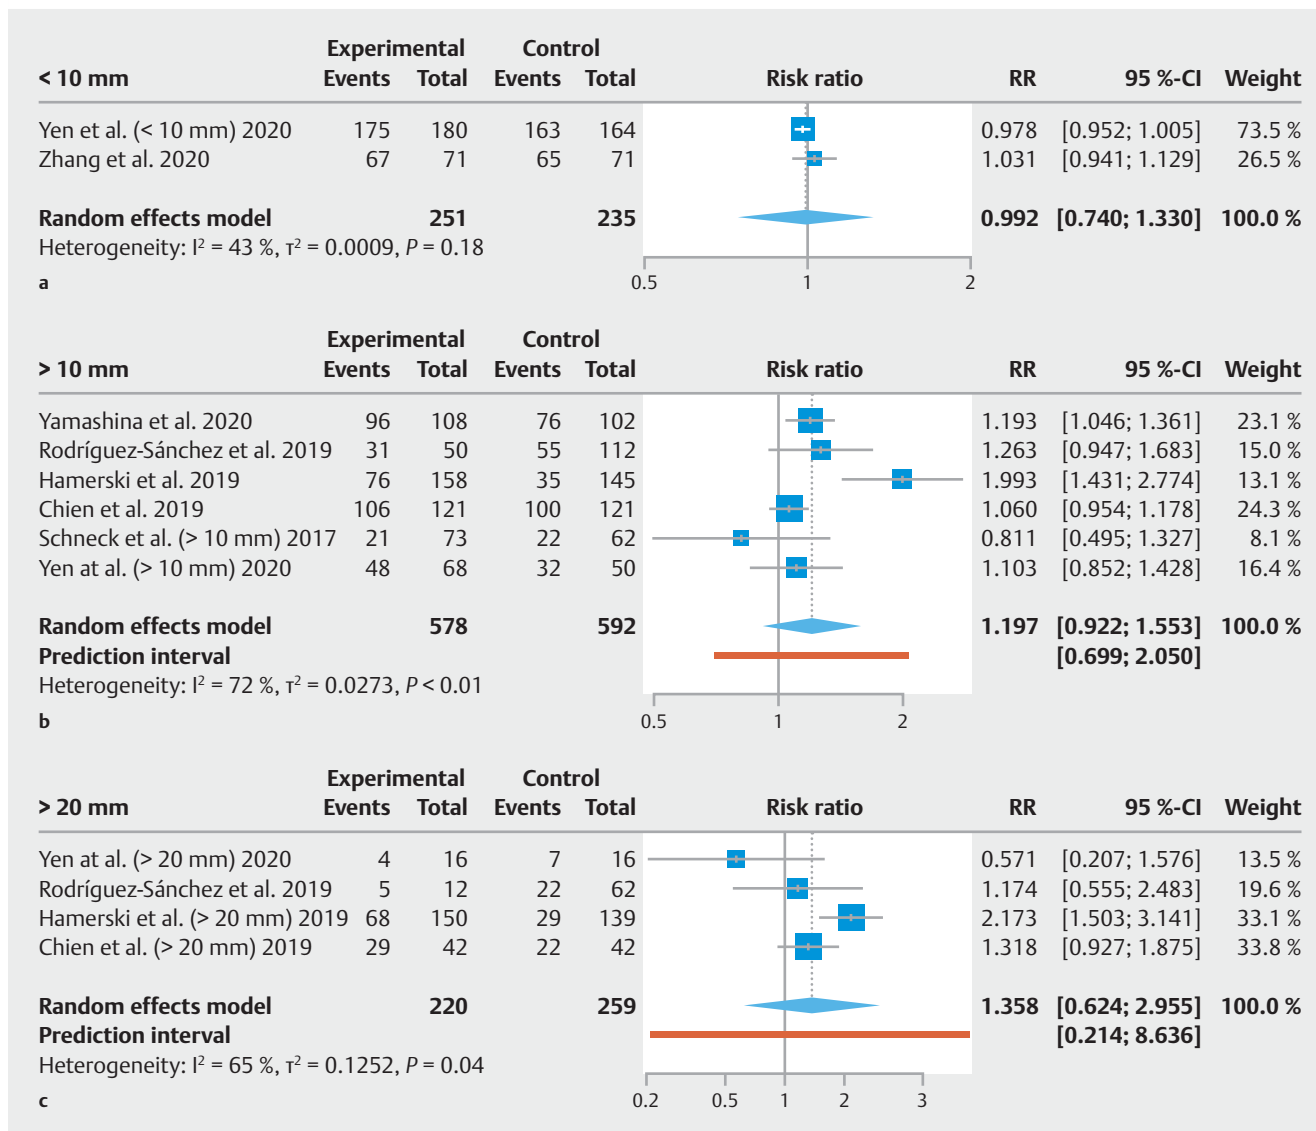 Experimental Control
< 10 mm Events Total Events Total Risk ratio RR 95 %-CI Weight
Yen et al. (< 10 mm) 2020 175 180 163 164 0.978 [0.952; 1.005] 73.5 %
Zhang et al. 2020 67 71 65 71 1.031 [0.941; 1.129] 26.5 %
Random effects model 251 235 0.992 [0.740; 1.330] 100.0 %
Heterogeneity: I² = 43 %, τ² = 0.0009, P = 0.18
0.5 1 2
a
Experimental Control
> 10 mm Events Total Events Total Risk ratio RR 95 %-CI Weight
Yamashina et al. 2020 96 108 76 102 1.193 [1.046; 1.361] 23.1 %
Rodríguez-Sánchez et al. 2019 31 50 55 112 1.263 [0.947; 1.683] 15.0 %
Hamerski et al. 2019 76 158 35 145 1.993 [1.431; 2.774] 13.1 %
Chien et al. 2019 106 121 100 121 1.060 [0.954; 1.178] 24.3 %
Schneck et al. (> 10 mm) 2017 21 73 22 62 0.811 [0.495; 1.327] 8.1 %
Yen at al. (> 10 mm) 2020 48 68 32 50 1.103 [0.852; 1.428] 16.4 %
Random effects model 578 592 1.197 [0.922; 1.553] 100.0 %
Prediction interval [0.699; 2.050]
Heterogeneity: I² = 72 %, τ² = 0.0273, P < 0.01
0.5 1 2
b
Experimental Control
> 20 mm Events Total Events Total Risk ratio RR 95 %-CI Weight
Yen at al. (> 20 mm) 2020 4 16 7 16 0.571 [0.207; 1.576] 13.5 %
Rodríguez-Sánchez et al. 2019 5 12 22 62 1.174 [0.555; 2.483] 19.6 %
Hamerski et al. (> 20 mm) 2019 68 150 29 139 2.173 [1.503; 3.141] 33.1 %
Chien et al. (> 20 mm) 2019 29 42 22 42 1.318 [0.927; 1.875] 33.8 %
Random effects model 220 259 1.358 [0.624; 2.955] 100.0 %
Prediction interval [0.214; 8.636]
Heterogeneity: I² = 65 %, τ² = 0.1252, P = 0.04
0.2 0.5 1 2 3
c